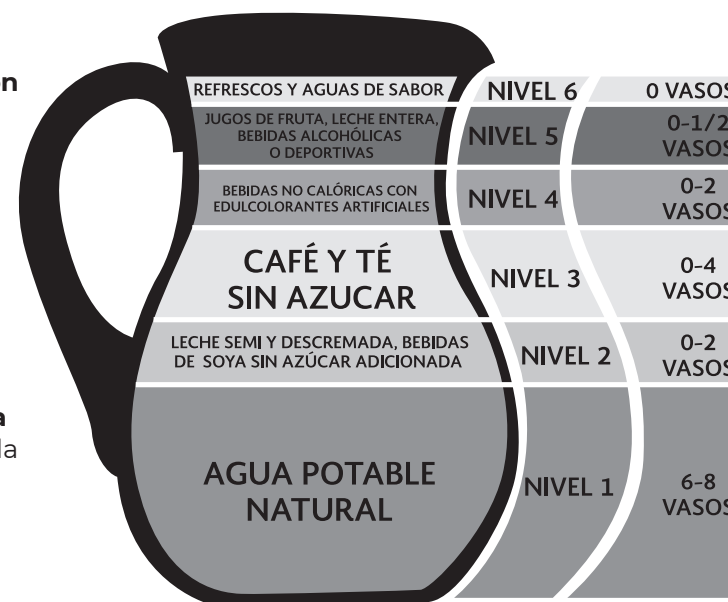 ón
REFRESCOS Y AGUAS DE SABOR
NIVEL 6
0 VASOS
JUGOS DE FRUTA, LECHE ENTERA,
BEBIDAS ALCOHÓLICAS
O DEPORTIVAS
NIVEL 5
0-1/2
VASOS
BEBIDAS NO CALÓRICAS CON
EDULCOLORANTES ARTIFICIALES
NIVEL 4
0-2
VASOS
CAFÉ Y TÉ
SIN AZUCAR
NIVEL 3
0-4
VASOS
LECHE SEMI Y DESCREMADA, BEBIDAS
DE SOYA SIN AZÚCAR ADICIONADA
NIVEL 2
0-2
VASOS
a
la
AGUA POTABLE
NATURAL
NIVEL 1
6-8
VASOS